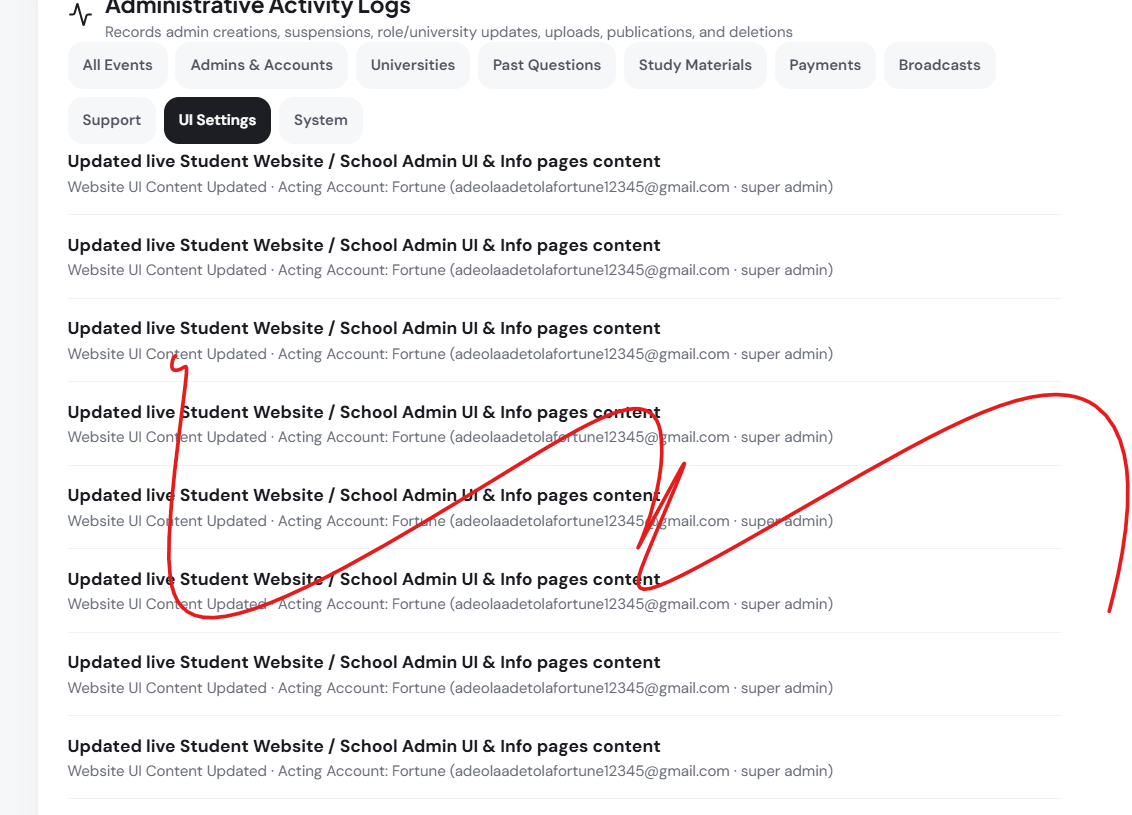 Administrative Activity Logs
Records admin creations, suspensions, role/university updates, uploads, publications, and deletions
All Events Admins & Accounts Universities Past Questions Study Materials Payments Broadcasts
Support UI Settings System
Updated live Student Website / School Admin UI & Info pages content
Website UI Content Updated · Acting Account: Fortune (adeolaadetolafortune12345@gmail.com · super admin)
Updated live Student Website / School Admin UI & Info pages content
Website UI Content Updated · Acting Account: Fortune (adeolaadetolafortune12345@gmail.com · super admin)
Updated live Student Website / School Admin UI & Info pages content
Website UI Content Updated · Acting Account: Fortune (adeolaadetolafortune12345@gmail.com · super admin)
Updated live Student Website / School Admin UI & Info pages content
Website UI Content Updated · Acting Account: Fortune (adeolaadetolafortune12345@gmail.com · super admin)
Updated live Student Website / School Admin UI & Info pages content
Website UI Content Updated · Acting Account: Fortune (adeolaadetolafortune12345@gmail.com · super admin)
Updated live Student Website / School Admin UI & Info pages content
Website UI Content Updated · Acting Account: Fortune (adeolaadetolafortune12345@gmail.com · super admin)
Updated live Student Website / School Admin UI & Info pages content
Website UI Content Updated · Acting Account: Fortune (adeolaadetolafortune12345@gmail.com · super admin)
Updated live Student Website / School Admin UI & Info pages content
Website UI Content Updated · Acting Account: Fortune (adeolaadetolafortune12345@gmail.com · super admin)